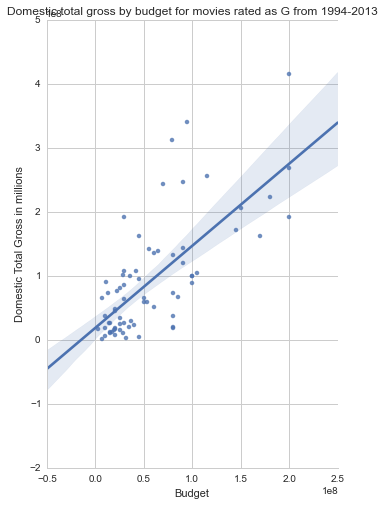 Domestic total gross by budget for movies rated as G from 1994-2013
1e8
5
4
3
2
1
0
−1
−2
Domestic Total Gross in millions
−0.5 0.0 0.5 1.0 1.5 2.0 2.5
1e8
Budget